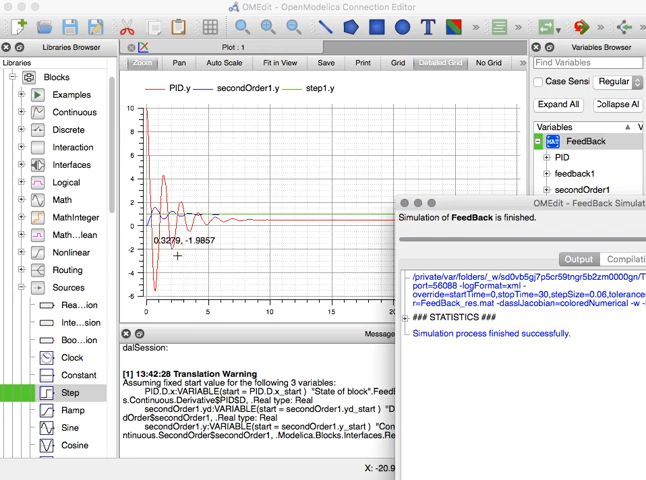 OMEdit - OpenModelica Connection Editor
Libraries Browser
Plot : 1
Variables Browser
Libraries
Zoom
Pan
Auto Scale
Fit in View
Save
Print
Grid
Detailed Grid
No Grid
Find Variables
Case Sensi
Regular
Expand All
Collapse Al
Variables
FeedBack
PID
feedback1
secondOrder1
Blocks
Examples
Continuous
Discrete
Interaction
Interfaces
Logical
Math
MathInteger
Math...lean
Nonlinear
Routing
Sources
Rea...ion
Inte...ssion
Boo...ion
Clock
Constant
Step
Ramp
Sine
Cosine
PID.y
secondOrder1.y
step1.y
10
8
6
4
2
0
-2
-4
-6
0.3279, -1.9857
0
5
10
15
20
OMEdit - FeedBack Simulat
Simulation of FeedBack is finished.
Output
Compilati
/private/var/folders/_w/sd0vb5gj7p5cr59tngr5b2zm0000gn/T
port=56088 -logFormat=xml -
override=startTime=0,stopTime=30,stepSize=0.06,tolerance
r=FeedBack_res.mat -dasslJacobian=coloredNumerical -w -l
### STATISTICS ###
Simulation process finished successfully.
Message
dalSession:
[1] 13:42:28 Translation Warning
Assuming fixed start value for the following 3 variables:
PID.D.x:VARIABLE(start = PID.D.x_start ) "State of block".FeedB
s.Continuous.Derivative$PID$D, .Real type: Real
secondOrder1.yd:VARIABLE(start = secondOrder1.yd_start ) "D
dOrder$secondOrder1, .Real type: Real
secondOrder1.y:VARIABLE(start = secondOrder1.y_start ) "Con
ntinuous.SecondOrder$secondOrder1, .Modelica.Blocks.Interfaces.Re
X: -20.9